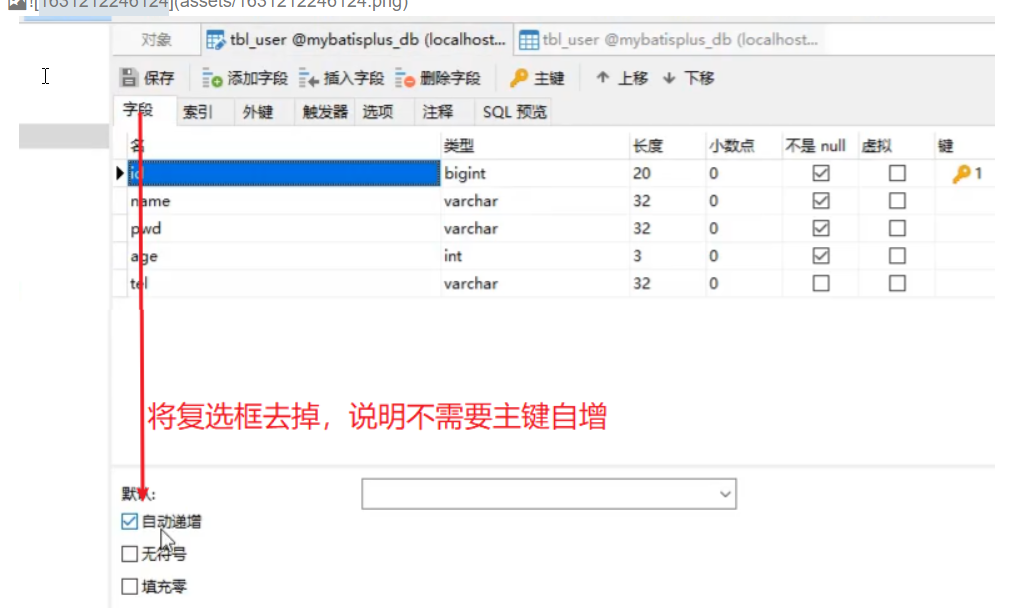 ![1631212246124](assets/1631212246124.png)
对象 tbl_user @mybatisplus_db (localhost... tbl_user @mybatisplus_db (localhost...
保存 添加字段 插入字段 删除字段 主键 上移 下移
字段 索引 外键 触发器 选项 注释 SQL 预览
名 类型 长度 小数点 不是 null 虚拟 键
id bigint 20 0 1
name varchar 32 0
pwd varchar 32 0
age int 3 0
tel varchar 32 0
将复选框去掉，说明不需要主键自增
默认:
自动递增
无符号
填充零